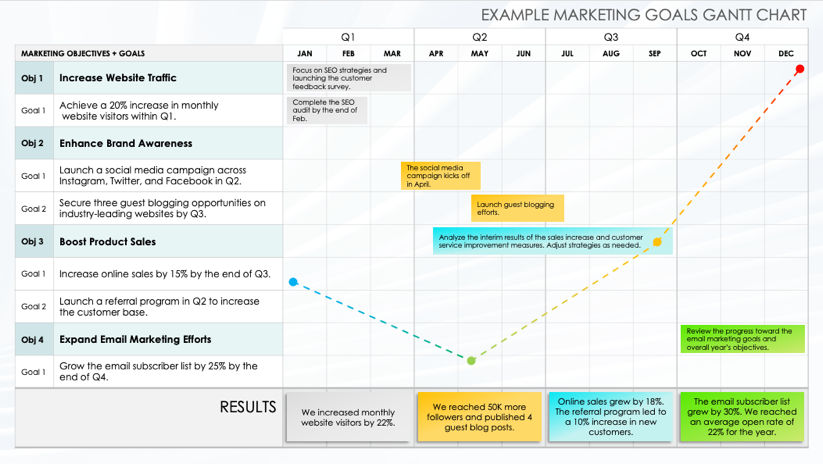 EXAMPLE MARKETING GOALS GANTT CHART
Q1 Q2 Q3 Q4
MARKETING OBJECTIVES + GOALS JAN FEB MAR APR MAY JUN JUL AUG SEP OCT NOV DEC
Obj 1 Increase Website Traffic
Focus on SEO strategies and
launching the customer
feedback survey.
Goal 1 Achieve a 20% increase in monthly
website visitors within Q1.
Complete the SEO
audit by the end of
Feb.
Obj 2 Enhance Brand Awareness
Goal 1 Launch a social media campaign across
Instagram, Twitter, and Facebook in Q2.
The social media
campaign kicks off
in April.
Goal 2 Secure three guest blogging opportunities on
industry-leading websites by Q3.
Launch guest blogging
efforts.
Obj 3 Boost Product Sales
Analyze the interim results of the sales increase and customer
service improvement measures. Adjust strategies as needed.
Goal 1 Increase online sales by 15% by the end of Q3.
Goal 2 Launch a referral program in Q2 to increase
the customer base.
Obj 4 Expand Email Marketing Efforts
Review the progress toward the
email marketing goals and
overall year's objectives.
Goal 1 Grow the email subscriber list by 25% by the
end of Q4.
RESULTS
We increased monthly
website visitors by 22%.
We reached 50K more
followers and published 4
guest blog posts.
Online sales grew by 18%.
The referral program led to
a 10% increase in new
customers.
The email subscriber list
grew by 30%. We reached
an average open rate of
22% for the year.